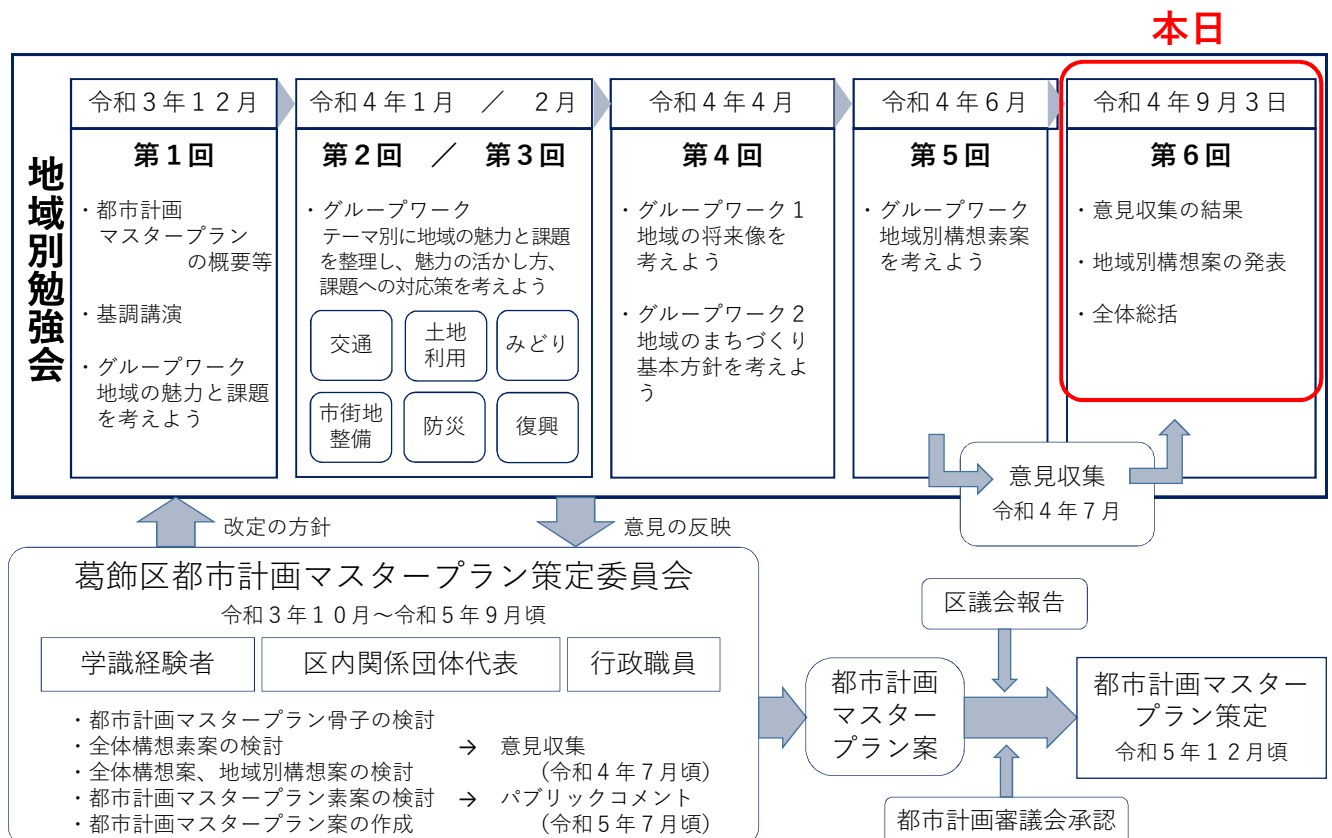 本日
地域別勉強会
令和３年１２月
第１回
・都市計画
マスタープラン
の概要等
・基調講演
・グループワーク
地域の魅力と課題
を考えよう
令和４年１月　／　２月
第２回　／　第３回
・グループワーク
テーマ別に地域の魅力と課題
を整理し、魅力の活かし方、
課題への対応策を考えよう
交通
土地
利用
みどり
市街地
整備
防災
復興
令和４年４月
第４回
・グループワーク１
地域の将来像を
考えよう
・グループワーク２
地域のまちづくり
基本方針を考えよ
う
令和４年６月
第５回
・グループワーク
地域別構想素案
を考えよう
令和４年９月３日
第６回
・意見収集の結果
・地域別構想案の発表
・全体総括
意見収集
令和４年７月
改定の方針
意見の反映
葛飾区都市計画マスタープラン策定委員会
令和３年１０月～令和５年９月頃
学識経験者
区内関係団体代表
行政職員
・都市計画マスタープラン骨子の検討
・全体構想素案の検討　→　意見収集
・全体構想案、地域別構想案の検討　（令和４年７月頃）
・都市計画マスタープラン素案の検討　→　パブリックコメント
・都市計画マスタープラン案の作成　（令和５年７月頃）
都市計画
マスター
プラン案
区議会報告
都市計画審議会承認
都市計画マスター
プラン策定
令和５年１２月頃